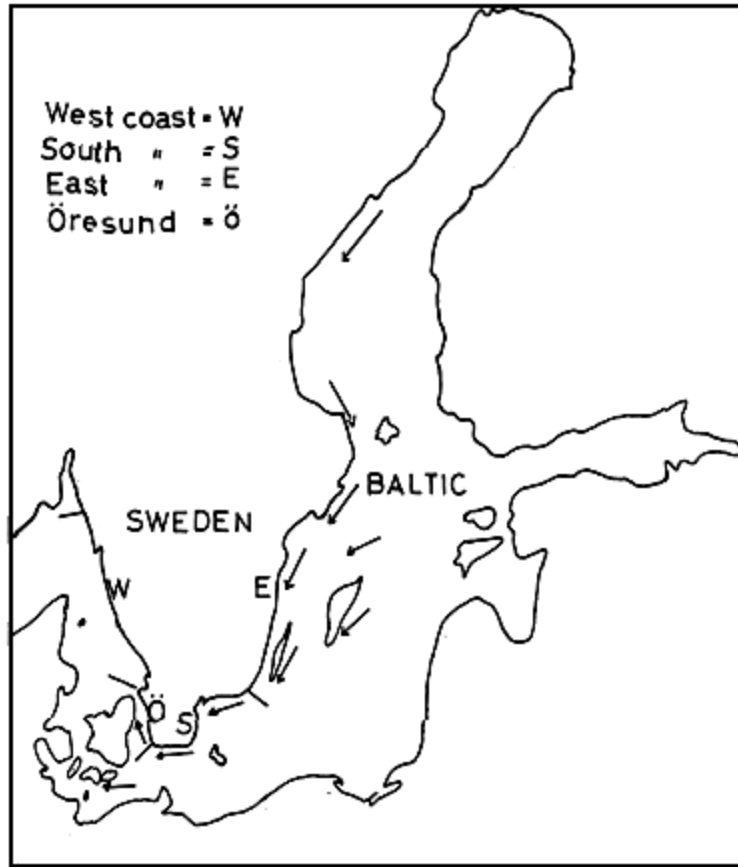 West coast = W
South " = S
East " = E
Öresund = Ö
BALTIC
SWEDEN
W
E
Ö
S